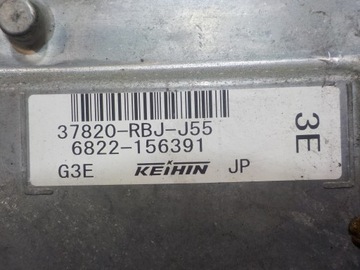 37820-RBJ-J55
6822-156391
G3E KEIHIN JP
3E